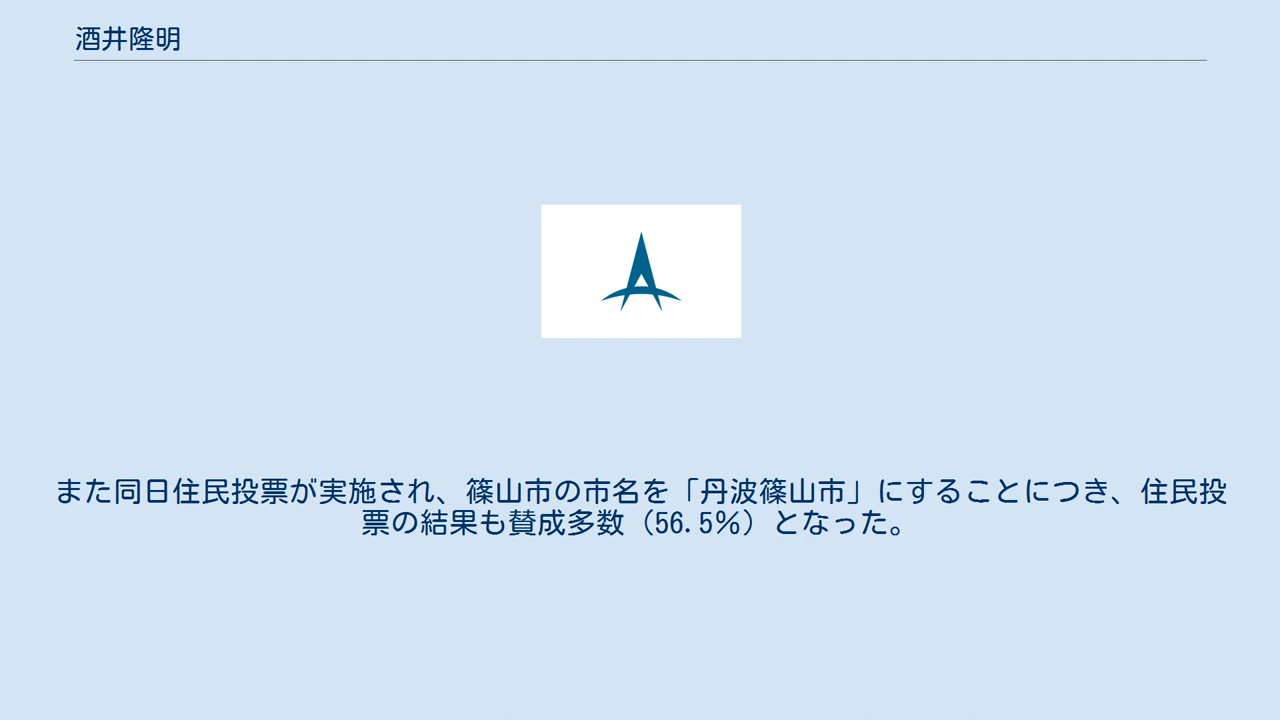 酒井隆明
また同日住民投票が実施され、篠山市の市名を「丹波篠山市」にすることにつき、住民投
票の結果も賛成多数（56.5％）となった。